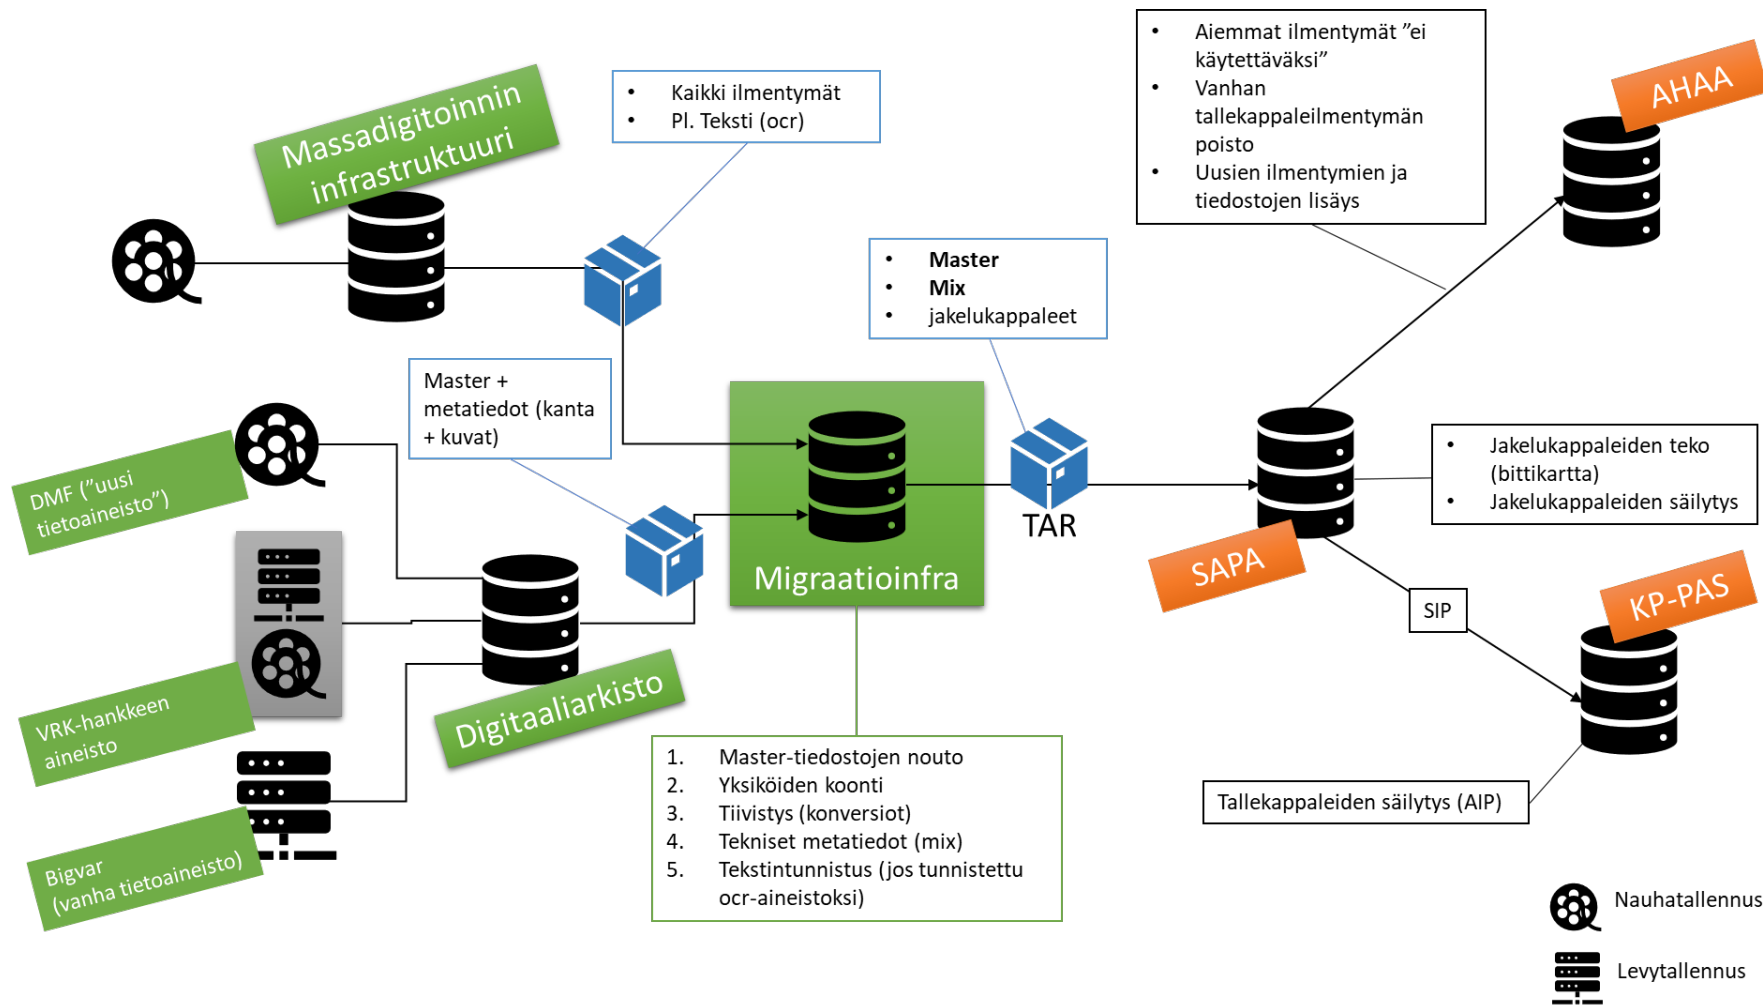 Massadigitoinnin
infrastruktuuri
• Kaikki ilmentymät
• Pl. Teksti (ocr)
• Aiemmat ilmentymät ”ei
käytettäväksi”
• Vanhan
tallekappaleilmentymän
poisto
• Uusien ilmentymien ja
tiedostojen lisäys
AHAA
• Master
• Mix
• jakelukappaleet
Master +
metatiedot (kanta
+ kuvat)
DMF (”uusi
tietoaineisto”)
Migraatioinfra
TAR
SAPA
• Jakelukappaleiden teko
(bittikartta)
• Jakelukappaleiden säilytys
SIP
KP-PAS
VRK-hankkeen
aineisto
Digitaaliarkisto
Bigvar
(vanha tietoaineisto)
1. Master-tiedostojen nouto
2. Yksiköiden koonti
3. Tiivistys (konversiot)
4. Tekniset metatiedot (mix)
5. Tekstintunnistus (jos tunnistettu
ocr-aineistoksi)
Tallekappaleiden säilytys (AIP)
Nauhatallennus
Levytallennus